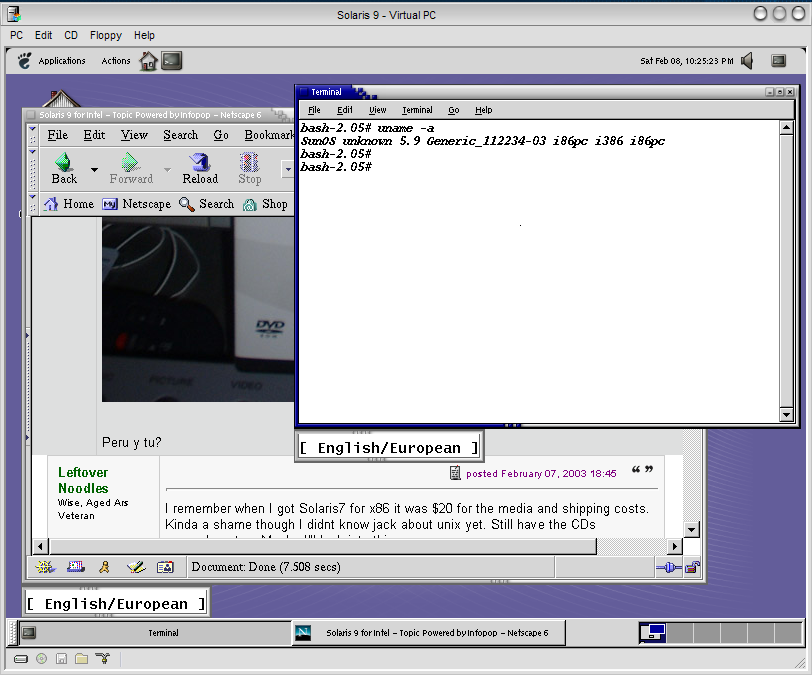 Solaris 9 - Virtual PC
PC Edit CD Floppy Help
Applications Actions Sat Feb 08, 10:25:23 PM
Terminal
File Edit View Terminal Go Help
bash-2.05# uname -a
SunOS unknown 5.9 Generic_112234-03 i86pc i386 i86pc
bash-2.05#
bash-2.05#
Solaris 9 for Intel - Topic Powered by Infopop - Netscape 6
File Edit View Search Go Bookmark
Back Forward Reload Stop
Home Netscape Search Shop
DVD
PICTURE VIDEO
Peru y tu?
[ English/European ]
Leftover
Noodles
Wise, Aged Ars
Veteran
posted February 07, 2003 18:45
I remember when I got Solaris7 for x86 it was $20 for the media and shipping costs.
Kinda a shame though I didnt know jack about unix yet. Still have the CDs
Document: Done (7.508 secs)
[ English/European ]
Terminal
Solaris 9 for Intel - Topic Powered by Infopop - Netscape 6